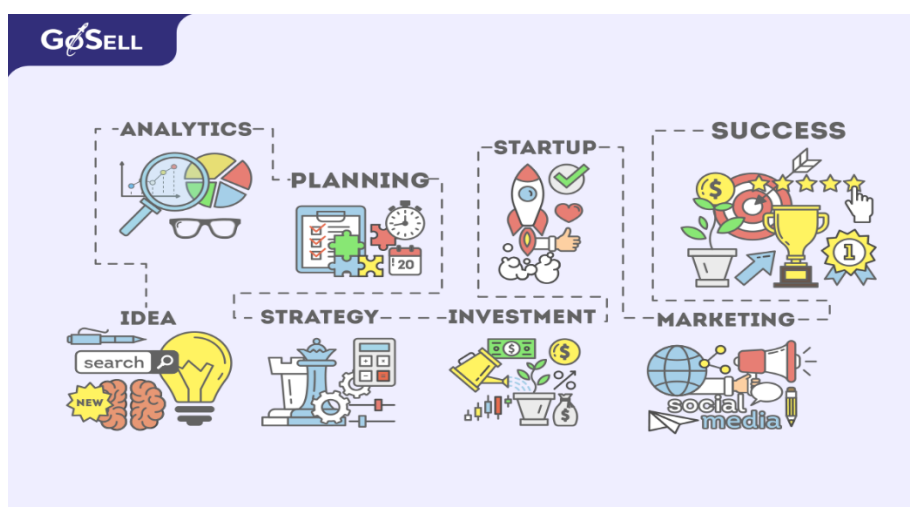 GoSELL
ANALYTICS
PLANNING
STARTUP
SUCCESS
$
20
1
IDEA
STRATEGY
INVESTMENT
MARKETING
search
NEW
$
$
%
$
social
media